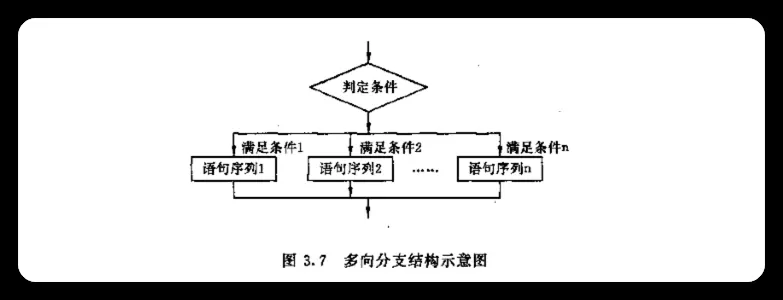 判定条件
满足条件1
满足条件2
满足条件n
语句序列1
语句序列2
……
语句序列n
图 3.7 多向分支结构示意图